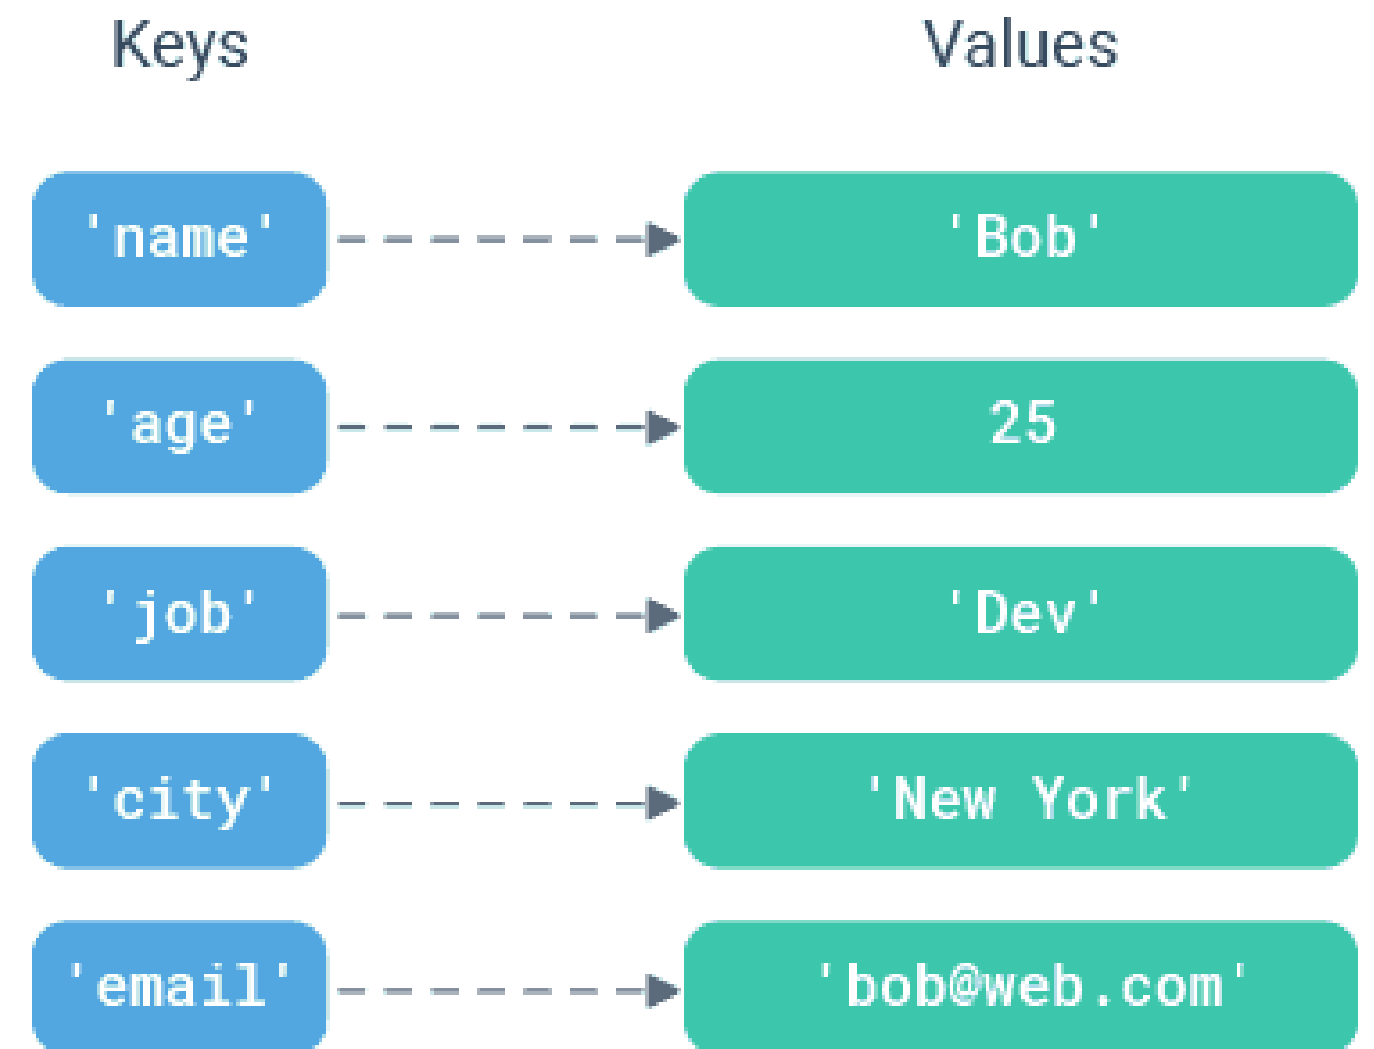 Keys Values
'name' 'Bob'
'age' 25
'job' 'Dev'
'city' 'New York'
'email' 'bob@web.com'